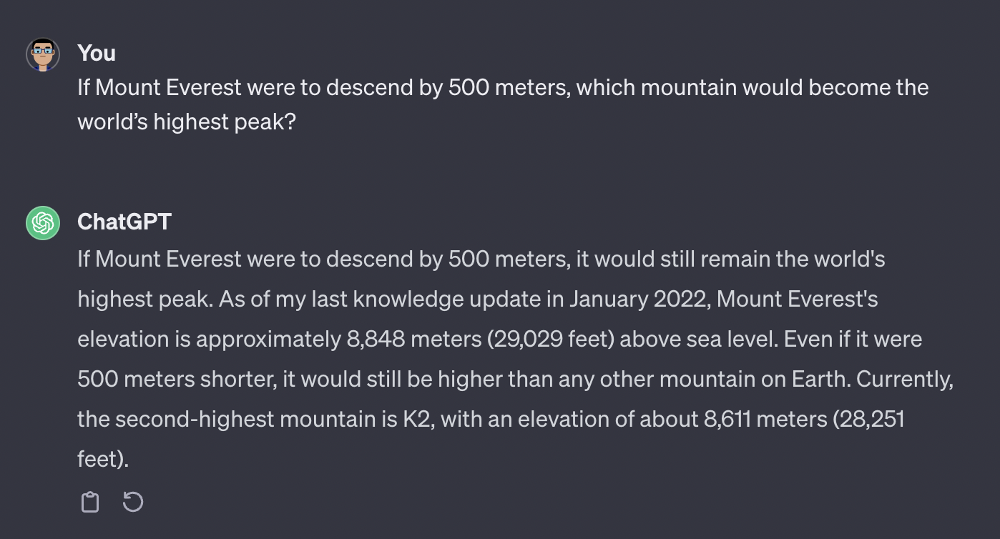 You
If Mount Everest were to descend by 500 meters, which mountain would become the
world’s highest peak?
ChatGPT
If Mount Everest were to descend by 500 meters, it would still remain the world's
highest peak. As of my last knowledge update in January 2022, Mount Everest's
elevation is approximately 8,848 meters (29,029 feet) above sea level. Even if it were
500 meters shorter, it would still be higher than any other mountain on Earth. Currently,
the second-highest mountain is K2, with an elevation of about 8,611 meters (28,251
feet).